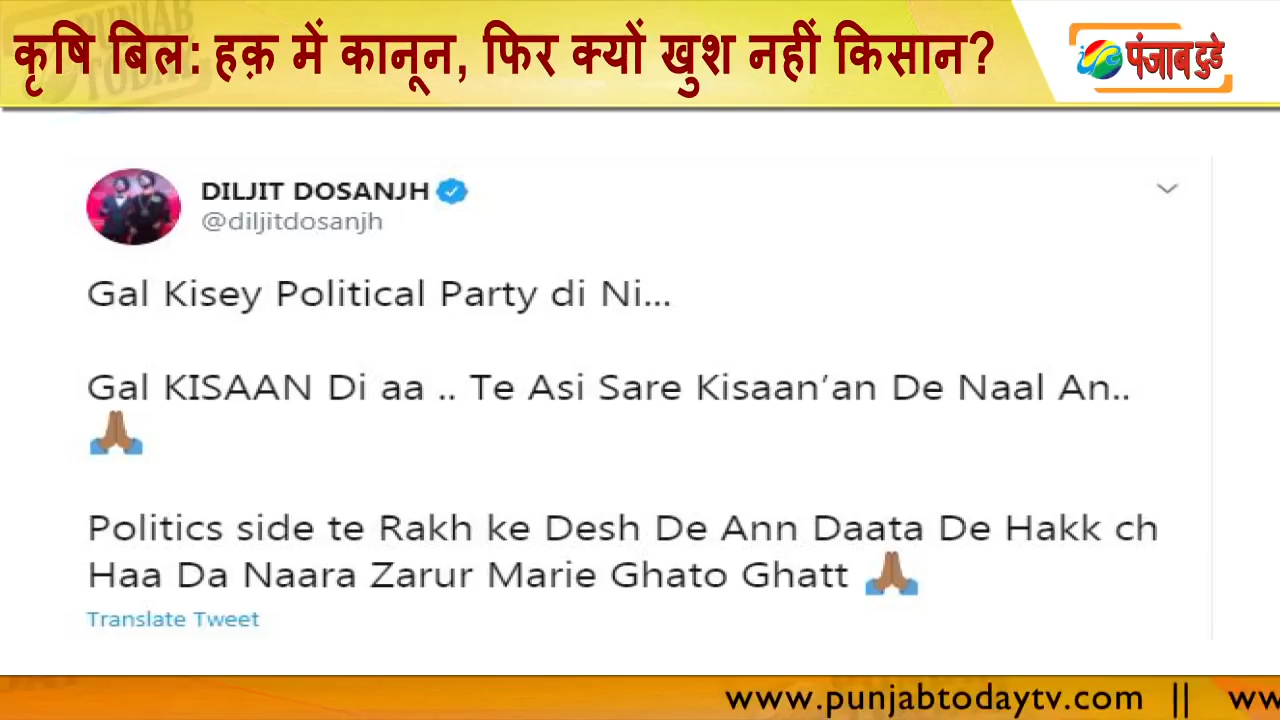 कृषि बिल: हक़ में कानून, फिर क्यों खुश नहीं किसान?
पंजाब टुडे
DILJIT DOSANJH
@diljitdosanjh
Gal Kisey Political Party di Ni...
Gal KISAAN Di aa .. Te Asi Sare Kisaan’an De Naal An..
🙏🏾
Politics side te Rakh ke Desh De Ann Daata De Hakk ch
Haa Da Naara Zarur Marie Ghato Ghatt 🙏🏾
Translate Tweet
www.punjabtodaytv.com || ww